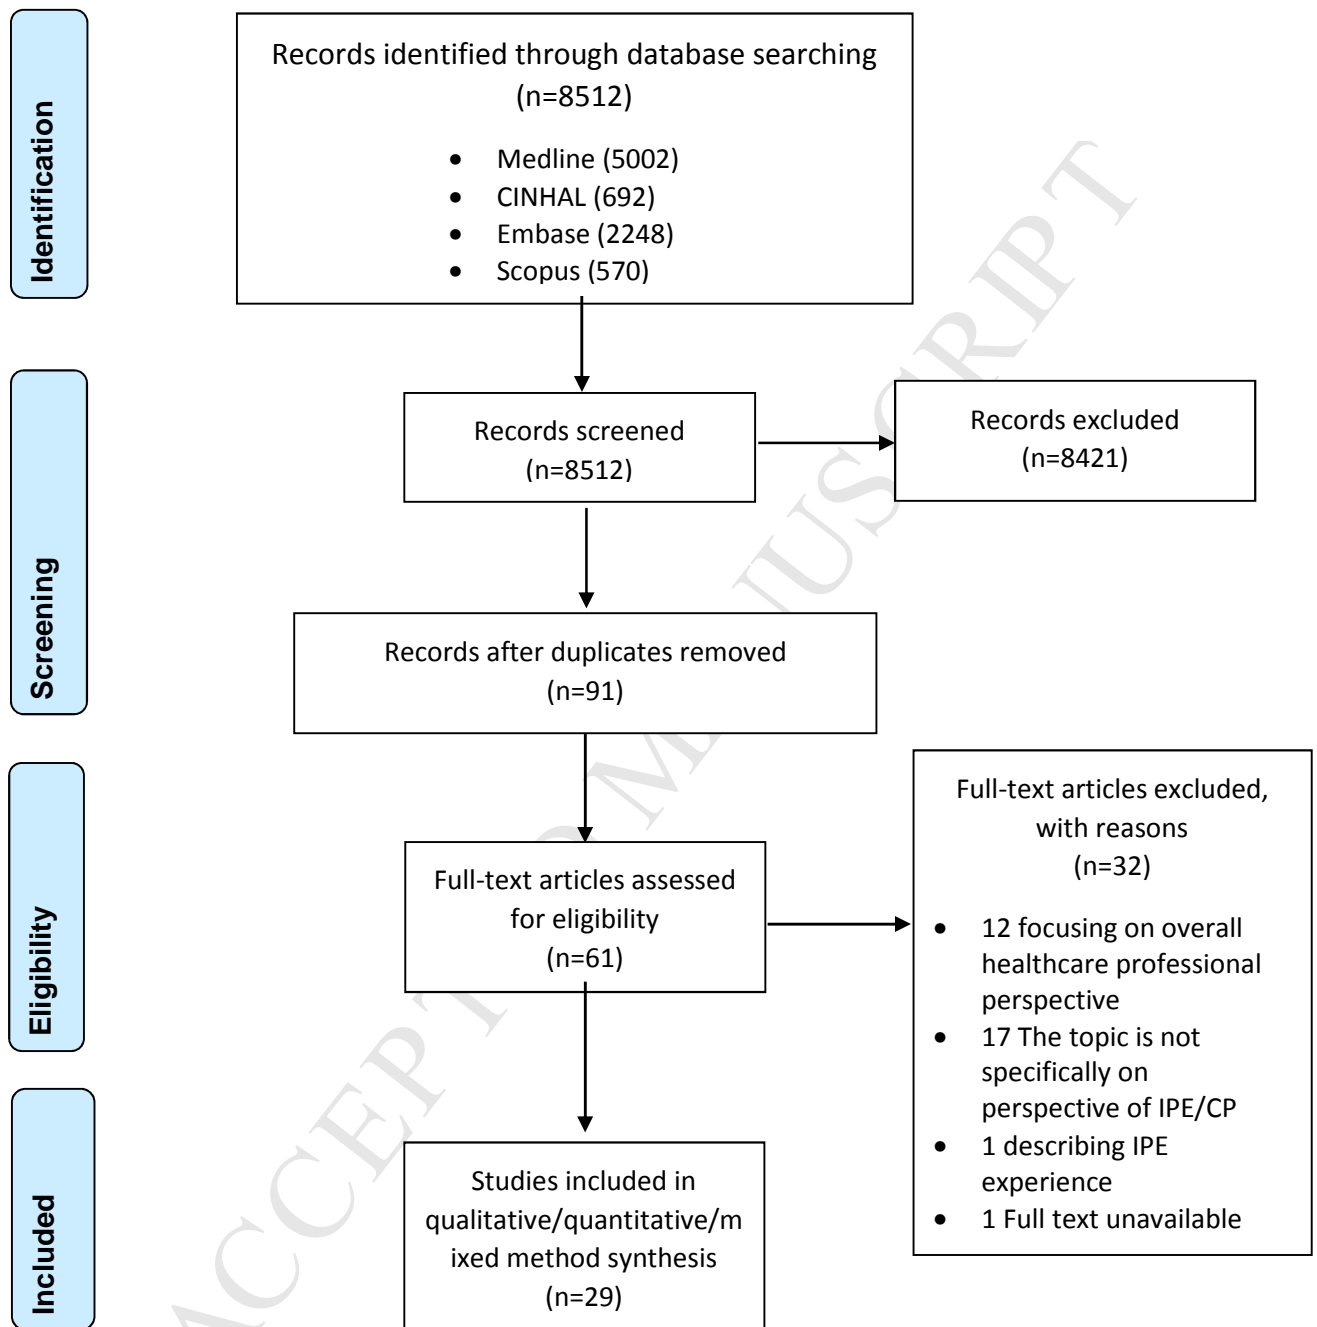 Identification
Records identified through database searching
(n=8512)
• Medline (5002)
• CINHAL (692)
• Embase (2248)
• Scopus (570)
Screening
Records screened
(n=8512)
Records excluded
(n=8421)
Records after duplicates removed
(n=91)
Eligibility
Full-text articles assessed
for eligibility
(n=61)
Full-text articles excluded,
with reasons
(n=32)
• 12 focusing on overall
healthcare professional
perspective
• 17 The topic is not
specifically on
perspective of IPE/CP
• 1 describing IPE
experience
• 1 Full text unavailable
Included
Studies included in
qualitative/quantitative/m
ixed method synthesis
(n=29)
ACCEPTED MANUSCRIPT